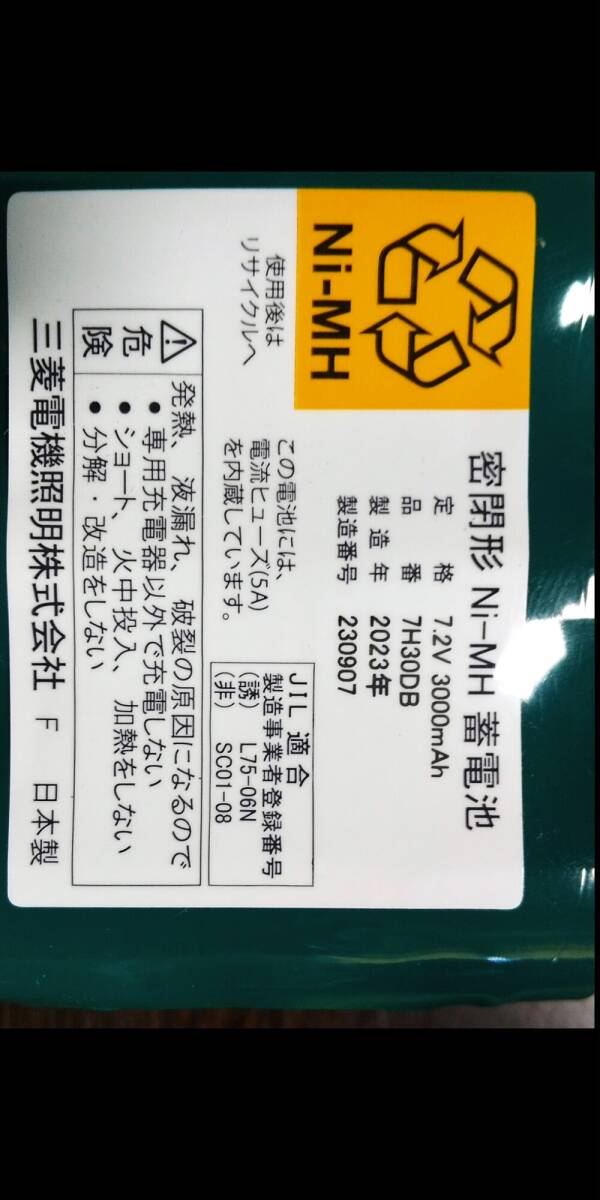 Ni-MH
使用後は
リサイクルへ
密閉形 Ni-MH 蓄電池
定格 7.2V 3000mAh
品番 7H30DB
製造年 2023年
製造番号 230907
この電池には、
電流ヒューズ(5A)
を内蔵しています。
JIL適合
製造事業者登録番号
(誘) L75-06N
(非) SC01-08
危険
発熱、液漏れ、破裂の原因になるので
● 専用充電器以外で充電しない
● ショート、火中投入、加熱をしない
● 分解・改造をしない
三菱電機照明株式会社 F 日本製